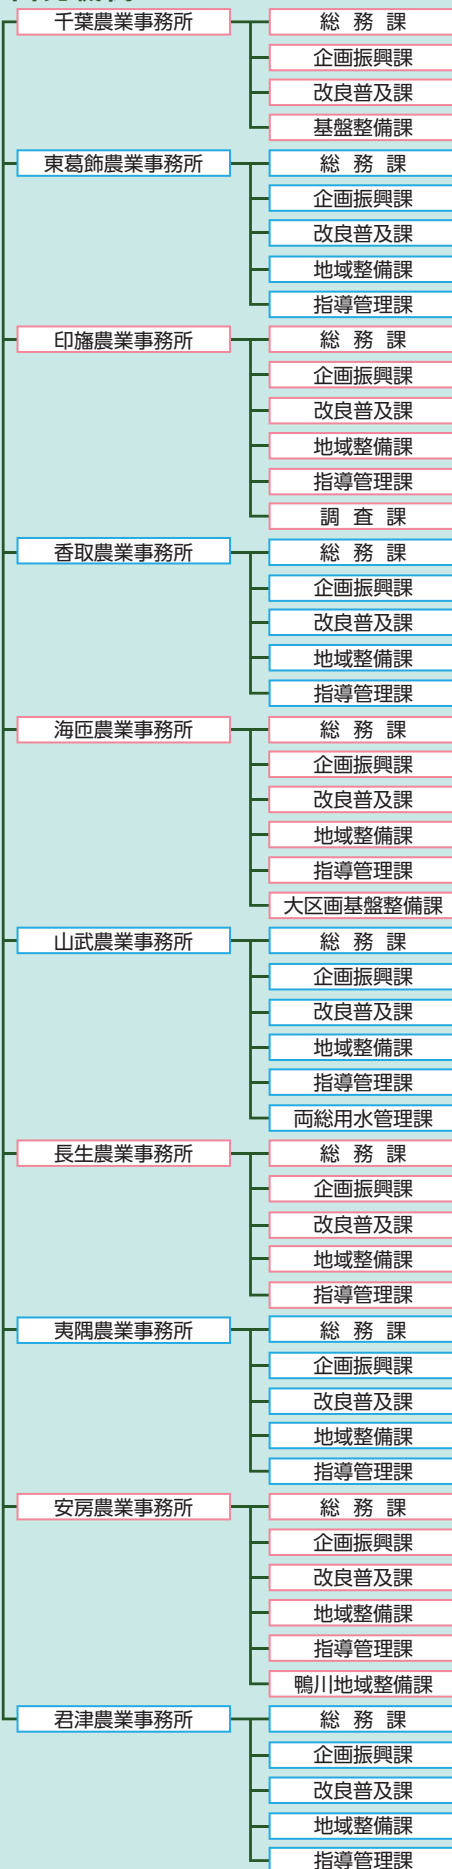 千葉農業事務所
総務課
企画振興課
改良普及課
基盤整備課
東葛飾農業事務所
総務課
企画振興課
改良普及課
地域整備課
指導管理課
印旛農業事務所
総務課
企画振興課
改良普及課
地域整備課
指導管理課
調査課
香取農業事務所
総務課
企画振興課
改良普及課
地域整備課
指導管理課
海匝農業事務所
総務課
企画振興課
改良普及課
地域整備課
指導管理課
大区画基盤整備課
山武農業事務所
総務課
企画振興課
改良普及課
地域整備課
指導管理課
両総用水管理課
長生農業事務所
総務課
企画振興課
改良普及課
地域整備課
指導管理課
夷隅農業事務所
総務課
企画振興課
改良普及課
地域整備課
指導管理課
安房農業事務所
総務課
企画振興課
改良普及課
地域整備課
指導管理課
鴨川地域整備課
君津農業事務所
総務課
企画振興課
改良普及課
地域整備課
指導管理課